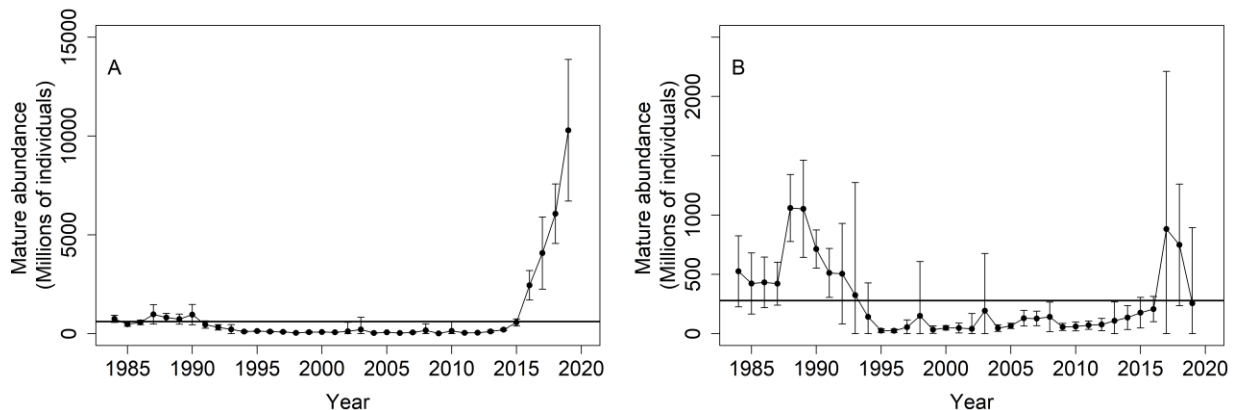 A
Mature abundance
(Millions of individuals)
15000
10000
5000
0
1985 1990 1995 2000 2005 2010 2015 2020
Year
B
Mature abundance
(Millions of individuals)
2000
1000
500
0
1985 1990 1995 2000 2005 2010 2015 2020
Year